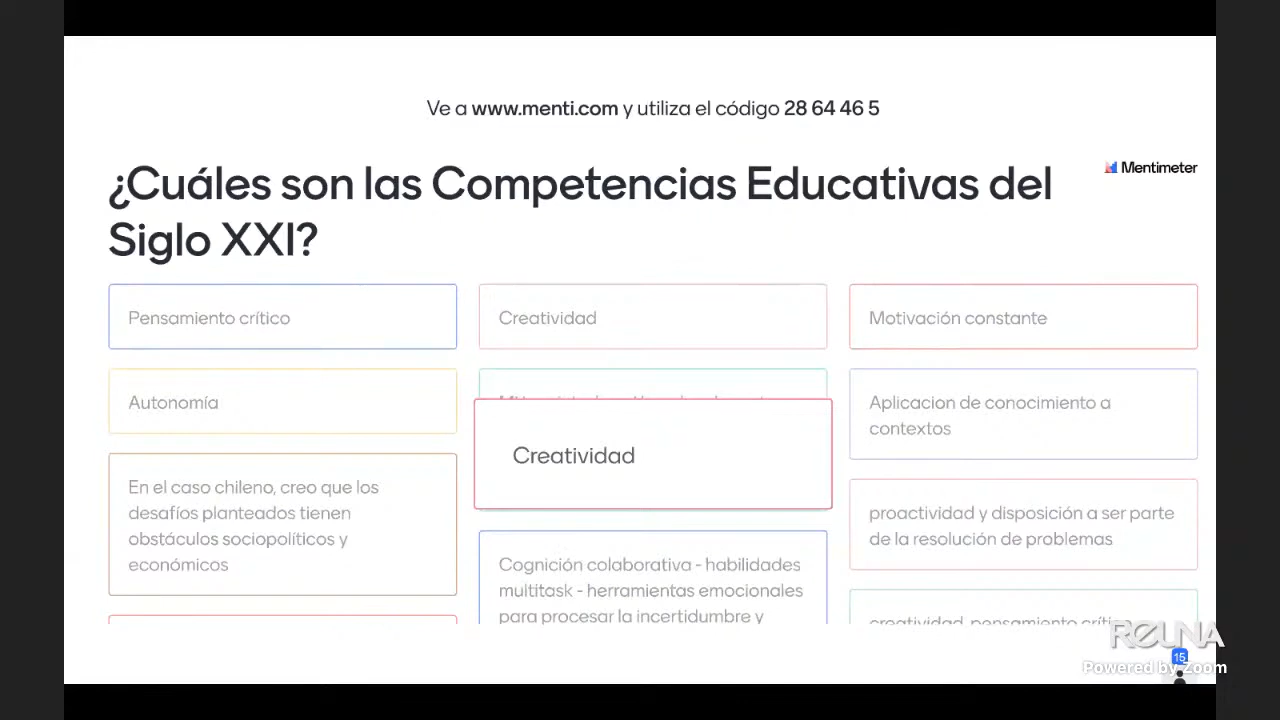 Ve a www.menti.com y utiliza el código 28 64 46 5
Mentimeter
¿Cuáles son las Competencias Educativas del
Siglo XXI?
Pensamiento crítico
Creatividad
Motivación constante
Autonomía
Aplicacion de conocimiento a
contextos
Creatividad
En el caso chileno, creo que los
desafíos planteados tienen
obstáculos sociopolíticos y
económicos
proactividad y disposición a ser parte
de la resolución de problemas
Cognición colaborativa - habilidades
multitask - herramientas emocionales
para procesar la incertidumbre y
creatividad, pensamiento
REUNA
15
Powered by Zoom